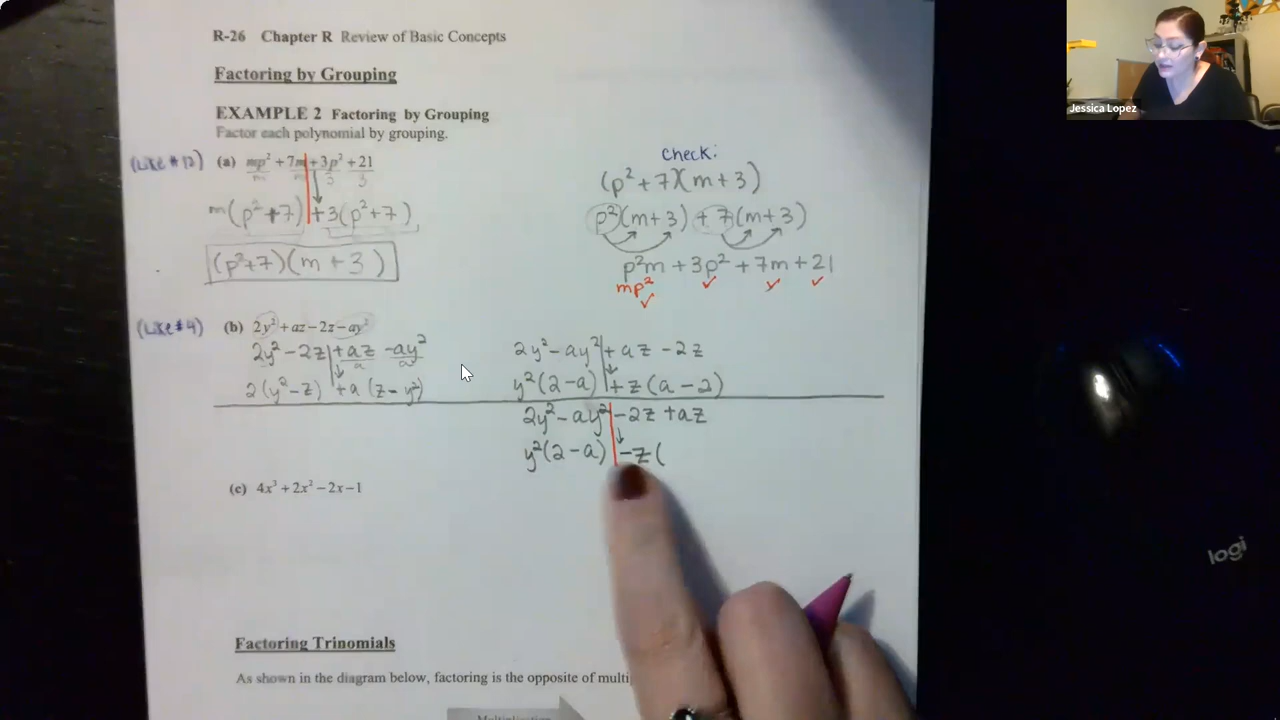 R-26 Chapter R Review of Basic Concepts
Jessica Lopez
Factoring by Grouping
EXAMPLE 2 Factoring by Grouping
Factor each polynomial by grouping.
(Like #12) (a) mp² + 7m + 3p² + 21
m m 3 3
m(p² + 7) + 3(p² + 7)
(p² + 7)(m + 3)
check:
(p² + 7)(m + 3)
p²(m + 3) + 7(m + 3)
p²m + 3p² + 7m + 21
mp²
(Like #4) (b) 2y² + az − 2z − ay²
2y² − 2z + az − ay²
a a
2(y² − z) + a(z − y²)
2y² − ay² + az − 2z
y²(2 − a) + z(a − 2)
2y² − ay² − 2z + az
y²(2 − a) − z(
(c) 4x³ + 2x² − 2x − 1
logi
Factoring Trinomials
As shown in the diagram below, factoring is the opposite of multi
Multiplication